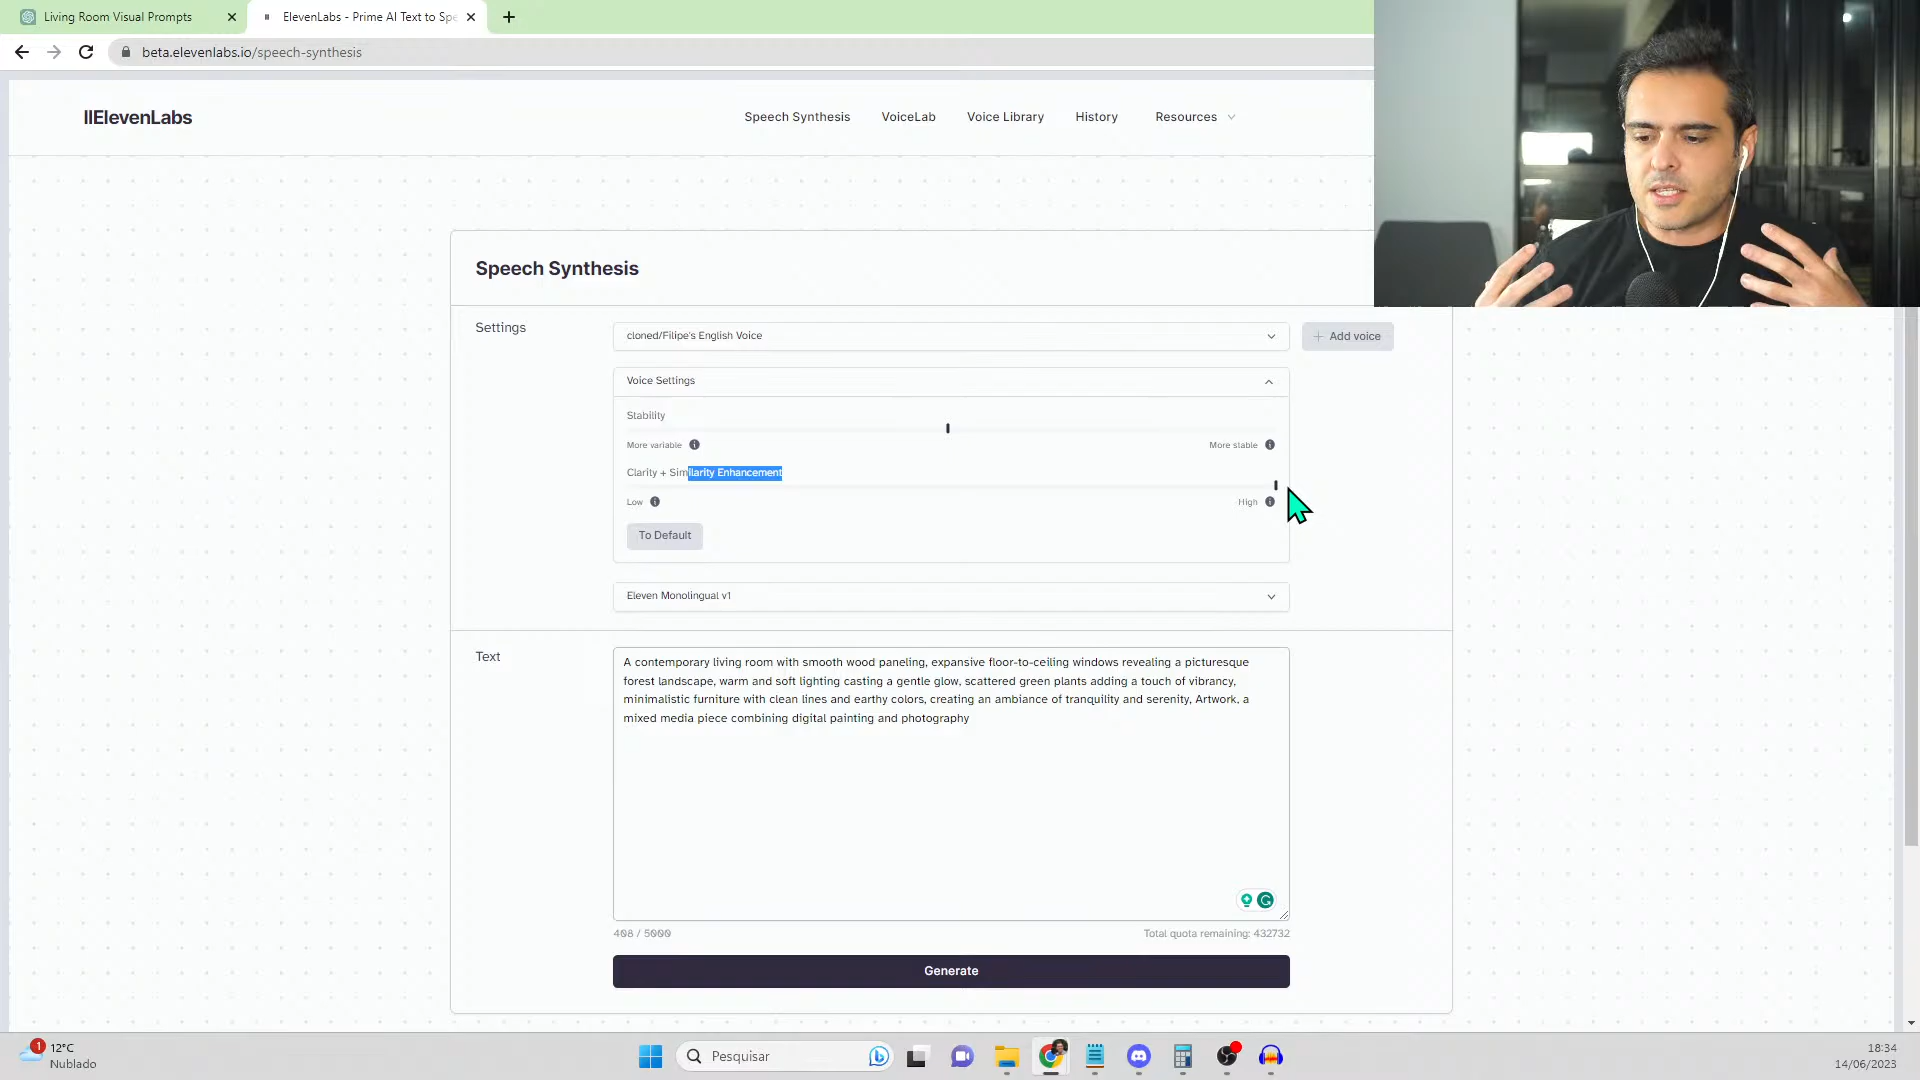 Living Room Visual Prompts
ElevenLabs - Prime AI Text to Spe
beta.elevenlabs.io/speech-synthesis
IIElevenLabs
Speech Synthesis
VoiceLab
Voice Library
History
Resources
Speech Synthesis
Settings
cloned/Filipe's English Voice
Add voice
Voice Settings
Stability
More variable
More stable
Clarity + Similarity Enhancement
Low
High
To Default
Eleven Monolingual v1
Text
A contemporary living room with smooth wood paneling, expansive floor-to-ceiling windows revealing a picturesque
forest landscape, warm and soft lighting casting a gentle glow, scattered green plants adding a touch of vibrancy,
minimalistic furniture with clean lines and earthy colors, creating an ambiance of tranquility and serenity, Artwork, a
mixed media piece combining digital painting and photography
408 / 5000
Total quota remaining: 432732
Generate
1
12°C
Nublado
Pesquisar
18:34
14/06/2023